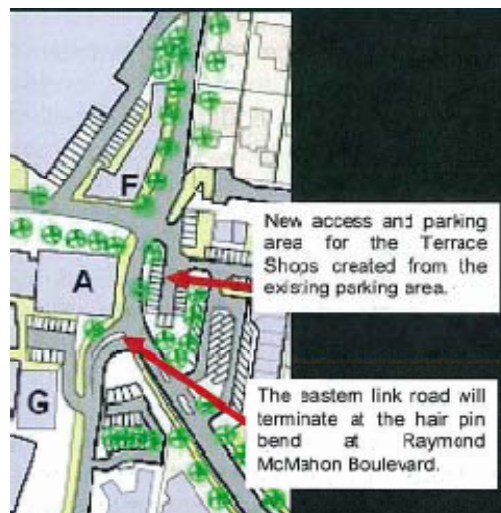 F
New access and parking
area for the Terrace
Shops created from the
existing parking area.
A
The eastern link road will
terminate at the hair pin
bend at Raymond
McMahon Boulevard.
G